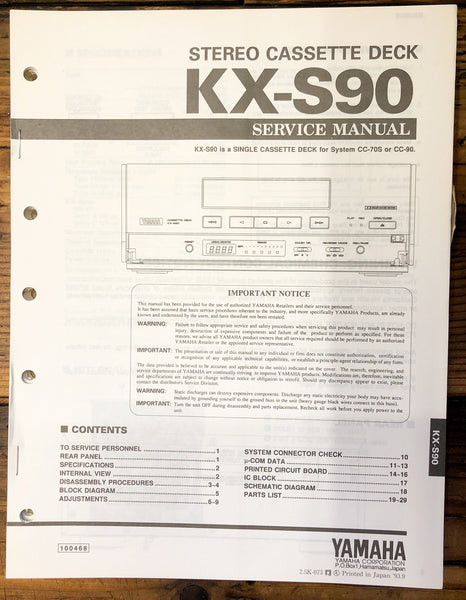 STEREO CASSETTE DECK
KX-S90
SERVICE MANUAL
KX-S90 is a SINGLE CASSETTE DECK for System CC-70S or CC-90.
YAMAHA
IMPORTANT NOTICE
This manual has been provided for the use of authorized YAMAHA Retailers and their service personnel.
It has been assumed that basic service procedures inherent to the industry, and more specifically YAMAHA Products, are already
known and understood by the users, and have therefore not been restated.
WARNING: Failure to follow appropriate service and safety procedures when servicing this product may result in personal
injury, destruction of expensive components and failure of the product to perform as specified. For these
reasons, we advise all YAMAHA product owners that all service required should be performed by an authorized
YAMAHA Retailer or the appointed service representative.
IMPORTANT: The presentation or sale of this manual to any individual or firm does not constitute authorization, certification
or recognition of any applicable technical capabilities, or establish a principle-agent relationship of any form.
The data provided is believed to be accurate and applicable to the unit(s) indicated on the cover. The research, engineering, and
service departments of YAMAHA are continually striving to improve YAMAHA products. Modifications are, therefore, inevitable
and specifications are subject to change without notice or obligation to retrofit. Should any discrepancy appear to exist, please
contact the distributor's Service Division.
WARNING: Static discharges can destroy expensive components. Discharge any static electricity your body may have accu-
mulated by grounding yourself to the ground buss in the unit (heavy gauge black wires connect to this buss).
IMPORTANT: Turn the unit OFF during disassembly and parts replacement. Recheck all work before you apply power to the
unit.
■ CONTENTS
TO SERVICE PERSONNEL 1
REAR PANEL 1
SPECIFICATIONS 2
INTERNAL VIEW 2
DISASSEMBLY PROCEDURES 3–4
BLOCK DIAGRAM 5
ADJUSTMENTS 6–9
SYSTEM CONNECTOR CHECK 10
μ-COM DATA 11–13
PRINTED CIRCUIT BOARD 14–16
IC BLOCK 17
SCHEMATIC DIAGRAM 18
PARTS LIST 19–29
KX-S90
100468
YAMAHA
YAMAHA CORPORATION
P.O.Box1, Hamamatsu, Japan
2.5K-073 Printed in Japan '93.9